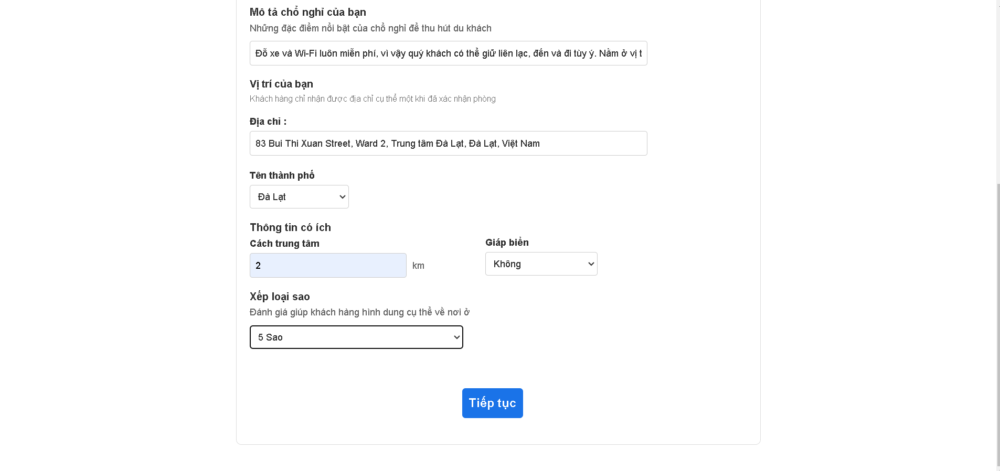 Mô tả chổ nghỉ của bạn
Những đặc điểm nổi bật của chổ nghỉ để thu hút du khách
Đỗ xe và Wi-Fi luôn miễn phí, vì vậy quý khách có thể giữ liên lạc, đến và đi tùy ý. Nằm ở vị t
Vị trí của bạn
Khách hàng chỉ nhận được địa chỉ cụ thể một khi đã xác nhận phòng
Địa chỉ :
83 Bui Thi Xuan Street, Ward 2, Trung tâm Đà Lạt, Đà Lạt, Việt Nam
Tên thành phố
Đà Lạt
Thông tin có ích
Cách trung tâm
Giáp biển
2 km
Không
Xếp loại sao
Đánh giá giúp khách hàng hình dung cụ thể về nơi ở
5 Sao
Tiếp tục